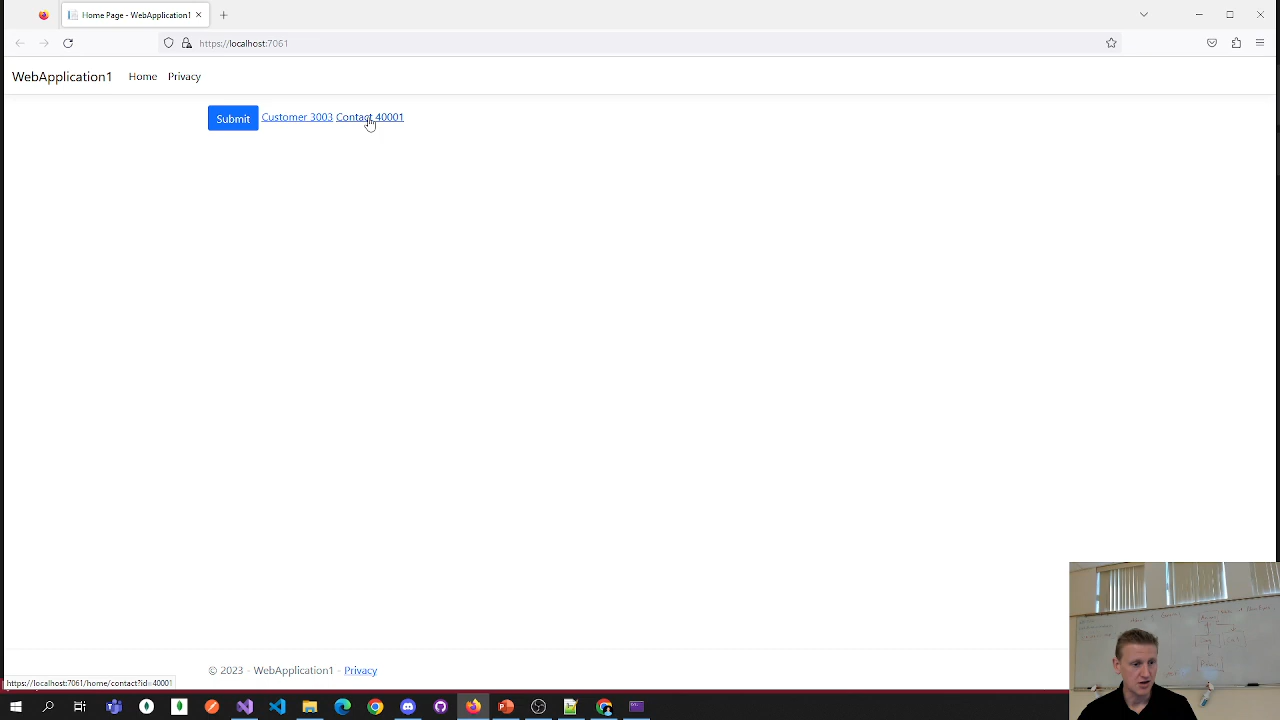 Home Page - WebApplication1
https://localhost:7061
WebApplication1 Home Privacy
Submit Customer 3003 Contact 40001
© 2023 - WebApplication1 - Privacy
https://localhost:7061/home/contact?id=40001